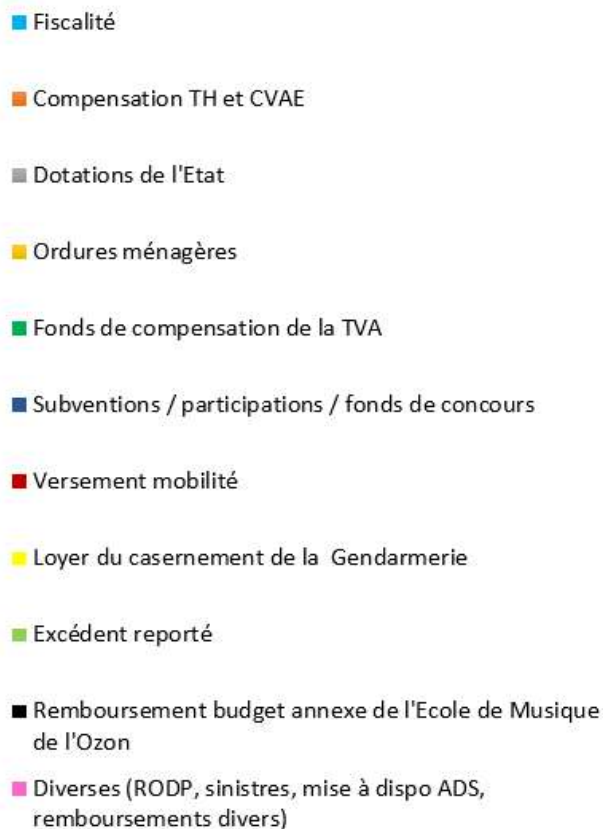 Fiscalité
Compensation TH et CVAE
Dotations de l'Etat
Ordures ménagères
Fonds de compensation de la TVA
Subventions / participations / fonds de concours
Versement mobilité
Loyer du casernement de la Gendarmerie
Excédent reporté
Remboursement budget annexe de l'Ecole de Musique
de l'Ozon
Diverses (RODP, sinistres, mise à dispo ADS,
remboursements divers)